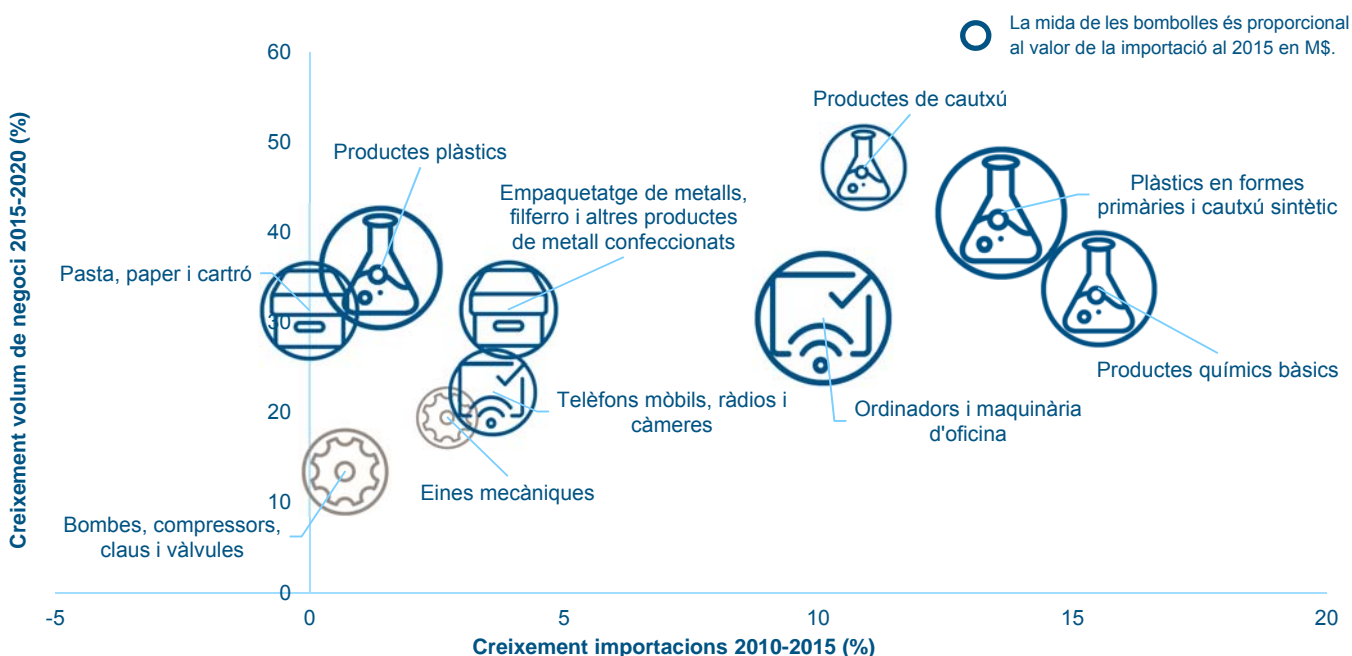 La mida de les bombolles és proporcional
al valor de la importació al 2015 en M$.
Creixement volum de negoci 2015-2020 (%)
60
50
40
30
20
10
0
Productes de cautxú
Productes plàstics
Empaquetatge de metalls,
filferro i altres productes
de metall confeccionats
Plàstics en formes
primàries i cautxú sintètic
Pasta, paper i cartró
Productes químics bàsics
Telèfons mòbils, ràdios i
càmeres
Ordinadors i maquinària
d'oficina
Eines mecàniques
Bombes, compressors,
claus i vàlvules
-5
0
5
10
15
20
Creixement importacions 2010-2015 (%)